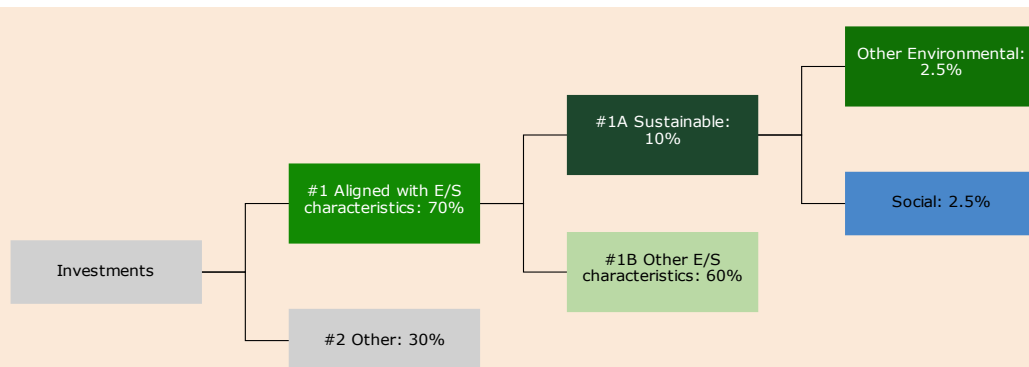 Other Environmental:
2.5%
#1A Sustainable:
10%
#1 Aligned with E/S
characteristics: 70%
Social: 2.5%
Investments
#1B Other E/S
characteristics: 60%
#2 Other: 30%